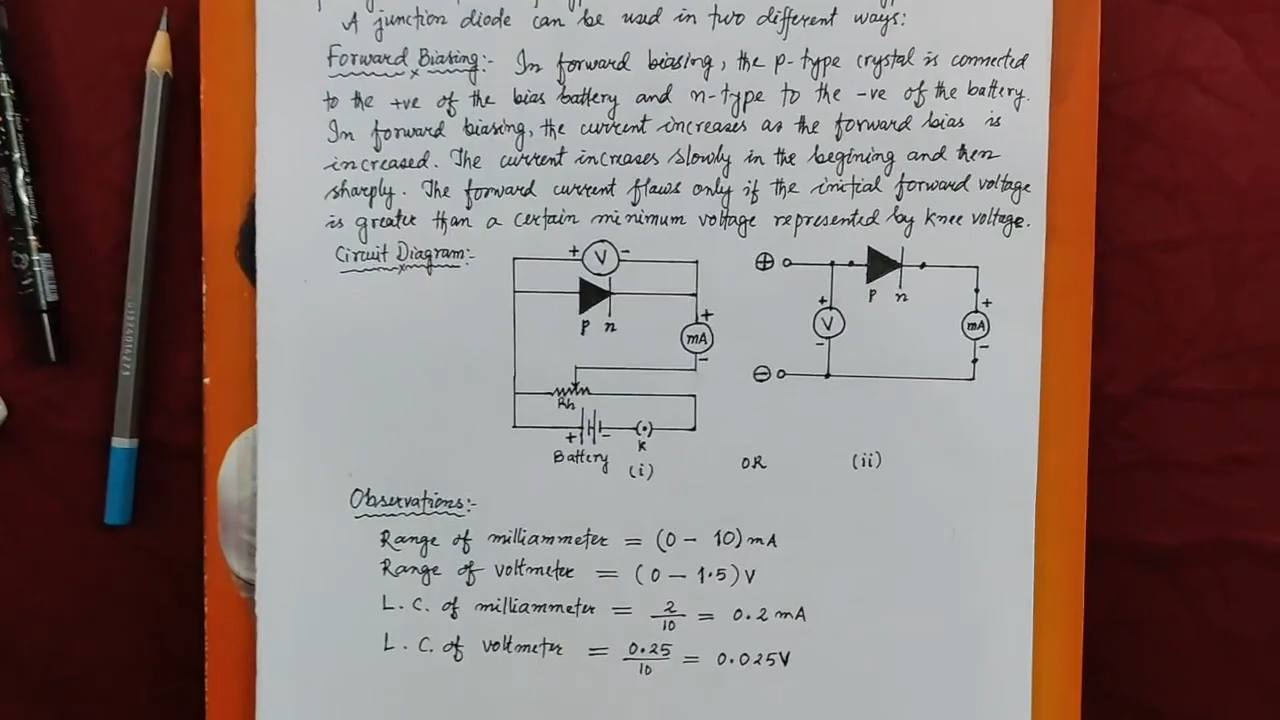 A junction diode can be used in two different ways:
Forward Biasing:- In forward biasing, the p-type crystal is connected
to the +ve of the bias battery and n-type to the -ve of the battery.
In forward biasing, the current increases as the forward bias is
increased. The current increases slowly in the begining and then
sharply. The forward current flaws only if the initial forward voltage
is greater than a certain minimum voltage represented by knee voltage.
Circuit Diagram:-
+ V -
P n
+
mA
-
Rh
+ -
Battery
K
(i)
OR
⊕
P n
+
V
-
+
mA
-
⊖
(ii)
Observations:-
Range of milliammeter = (0 - 10) mA
Range of voltmeter = (0 - 1.5) V
L. C. of milliammeter = 2/10 = 0.2 mA
L. C. of voltmeter = 0.25/10 = 0.025V